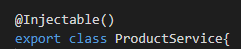 @Injectable()
export class ProductService{